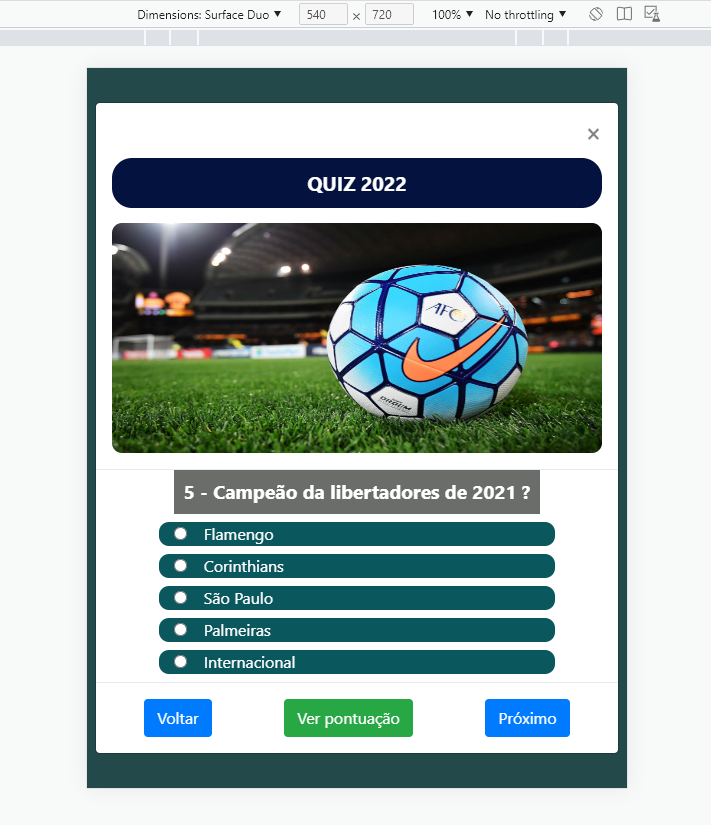 Dimensions: Surface Duo ▼ 540 × 720 100% ▼ No throttling ▼
×
QUIZ 2022
AFC
5 - Campeão da libertadores de 2021 ?
Flamengo
Corinthians
São Paulo
Palmeiras
Internacional
Voltar Ver pontuação Próximo